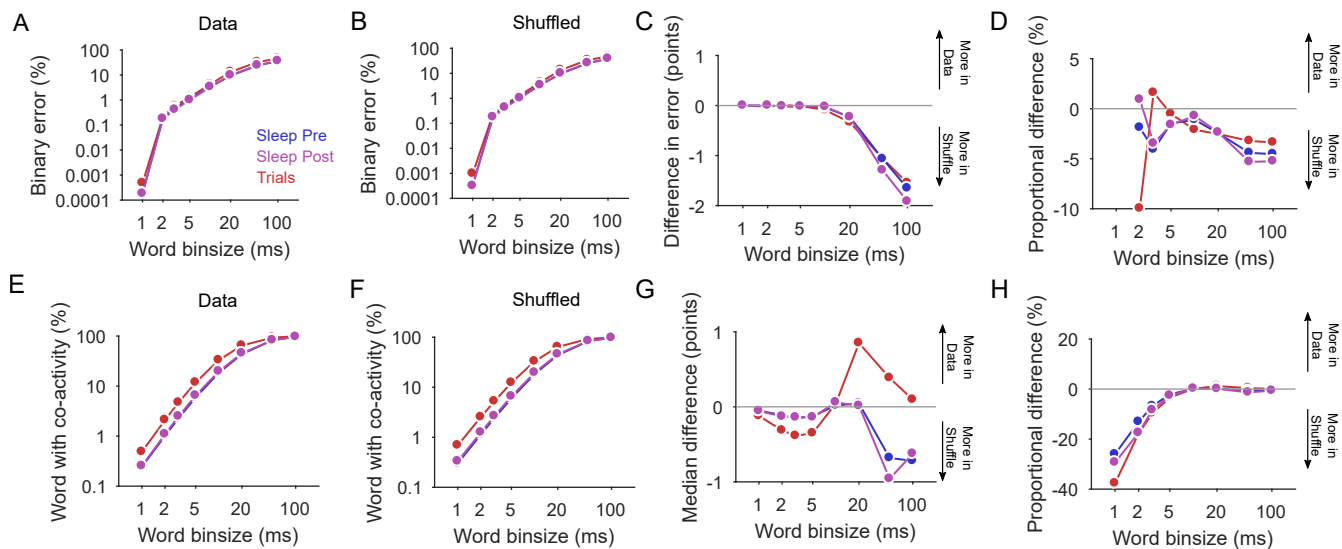 A
Data
Binary error (%)
100
10
1
0.1
0.01
0.001
0.0001
Sleep Pre
Sleep Post
Trials
1 2 5 20 100
Word binsize (ms)
B
Shuffled
Binary error (%)
100
10
1
0.1
0.01
0.001
0.0001
1 2 5 20 100
Word binsize (ms)
C
Difference in error (points)
1
0
-1
-2
1 2 5 20 100
Word binsize (ms)
More in
Data
More in
Shuffle
D
Proportional difference (%)
5
0
-5
-10
1 2 5 20 100
Word binsize (ms)
More in
Data
More in
Shuffle
E
Data
Word with co-activity (%)
100
10
1
0.1
1 2 5 20 100
Word binsize (ms)
F
Shuffled
Word with co-activity (%)
100
10
1
0.1
1 2 5 20 100
Word binsize (ms)
G
Median difference (points)
1
0
-1
1 2 5 20 100
Word binsize (ms)
More in
Data
More in
Shuffle
H
Proportional difference (%)
20
0
-20
-40
1 2 5 20 100
Word binsize (ms)
More in
Data
More in
Shuffle